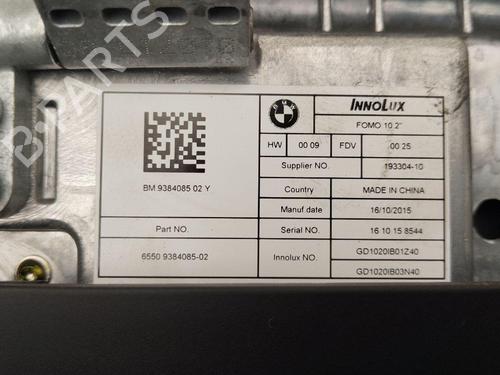 BMW
INNOLUX
FOMO 10.2"
HW 00 09 FDV 00 25
Supplier NO. 193304-10
BM 9384085 02 Y
Country MADE IN CHINA
Manuf date 16/10/2015
Part NO. Serial NO. 16 10 15 8544
6550 9384085-02 Innolux NO. GD1020IB01Z40
GD1020IB03N40
B-PARTS